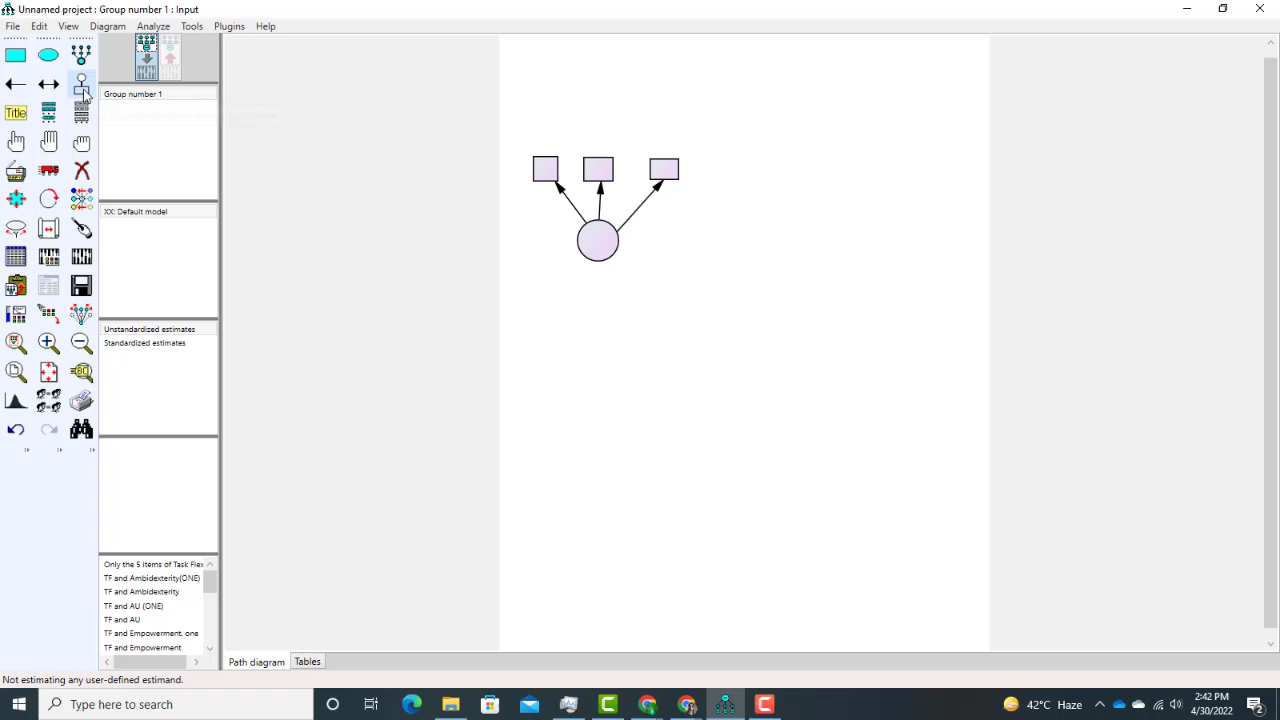 Unnamed project : Group number 1 : Input
File Edit View Diagram Analyze Tools Plugins Help
Title
Group number 1
XX: Default model
Unstandardized estimates
Standardized estimates
Only the 5 items of Task Flex
TF and Ambidexterity(ONE)
TF and Ambidexterity
TF and AU (ONE)
TF and AU
TF and Empowerment. one
TF and Empowerment
Path diagram Tables
Not estimating any user-defined estimand.
Type here to search
42°C Haze
2:42 PM
4/30/2022